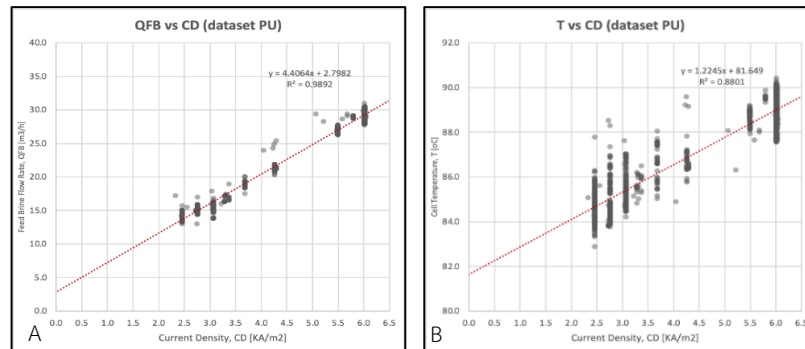 QFB vs CD (dataset PU)
40.0
35.0
30.0
25.0
20.0
15.0
10.0
5.0
0.0
Feed Brine Flow Rate, QFB [m3/h]
y = 4.4064x + 2.7982
R² = 0.9892
0.0 0.5 1.0 1.5 2.0 2.5 3.0 3.5 4.0 4.5 5.0 5.5 6.0 6.5
Current Density, CD [KA/m2]
A
T vs CD (dataset PU)
92.0
90.0
88.0
86.0
84.0
82.0
80.0
Cell Temperature, T [oC]
y = 1.2245x + 81.649
R² = 0.8801
0.0 0.5 1.0 1.5 2.0 2.5 3.0 3.5 4.0 4.5 5.0 5.5 6.0 6.5
Current Density, CD [KA/m2]
B